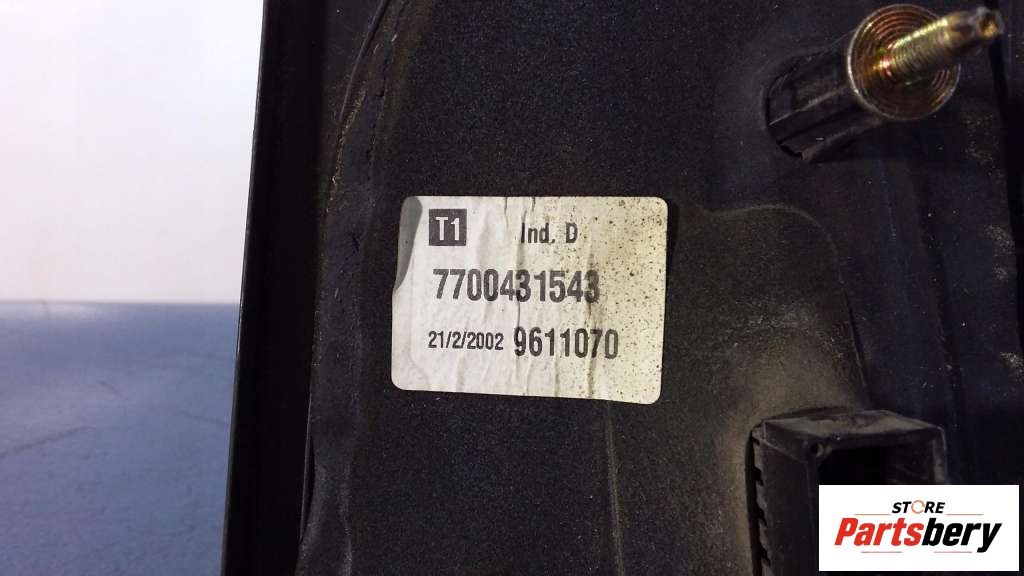 T1 Ind. D
7700431543
21/2/2002 9611070
STORE
Partsbery